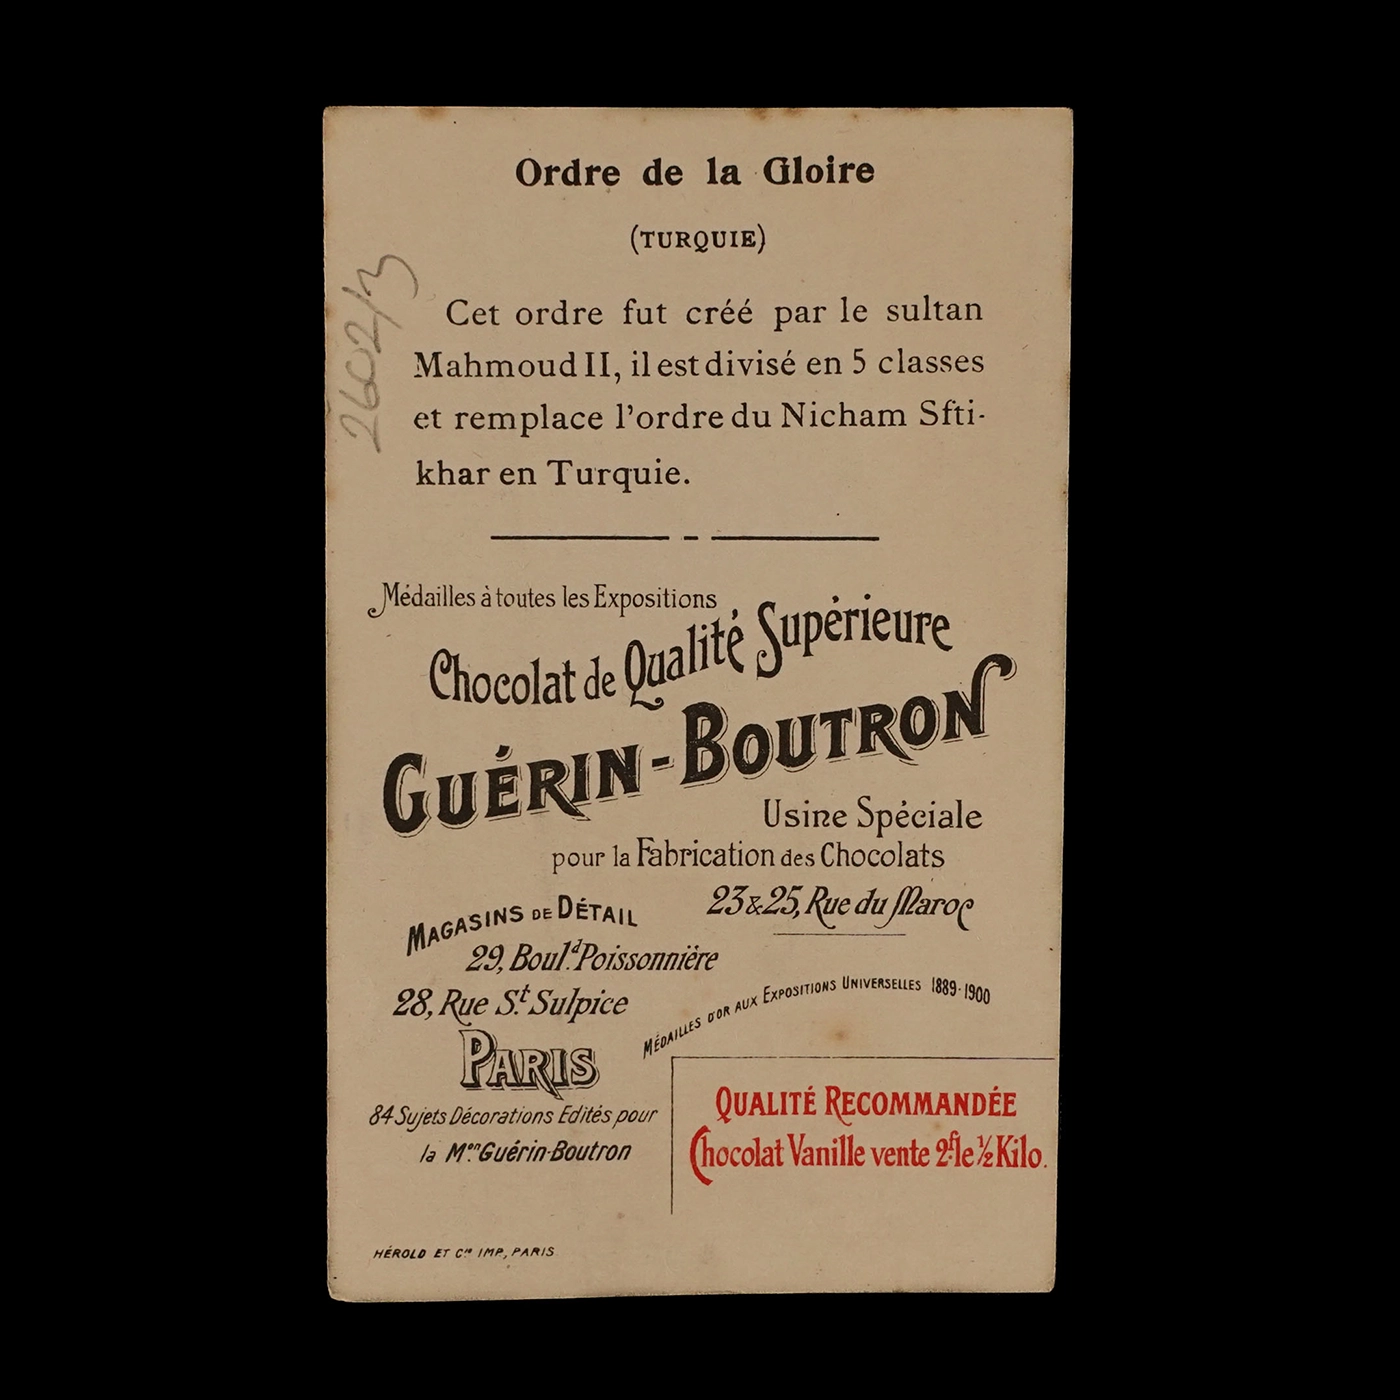 Ordre de la Gloire
(TURQUIE)
2602/3
Cet ordre fut créé par le sultan
Mahmoud II, il est divisé en 5 classes
et remplace l'ordre du Nicham Sfti-
khar en Turquie.
Médailles à toutes les Expositions
Chocolat de Qualité Supérieure
GUÉRIN-BOUTRON
Usine Spéciale
pour la Fabrication des Chocolats
23 & 25, Rue du Maroc
MAGASINS DE DÉTAIL
29, Boul.d Poissonnière
28, Rue St. Sulpice
PARIS
MÉDAILLES D'OR AUX EXPOSITIONS UNIVERSELLES 1889-1900
84 Sujets Décorations Edités pour
la Mon Guérin-Boutron
QUALITÉ RECOMMANDÉE
Chocolat Vanille vente 2f. le ½ Kilo.
HÉROLD ET Cie IMP, PARIS